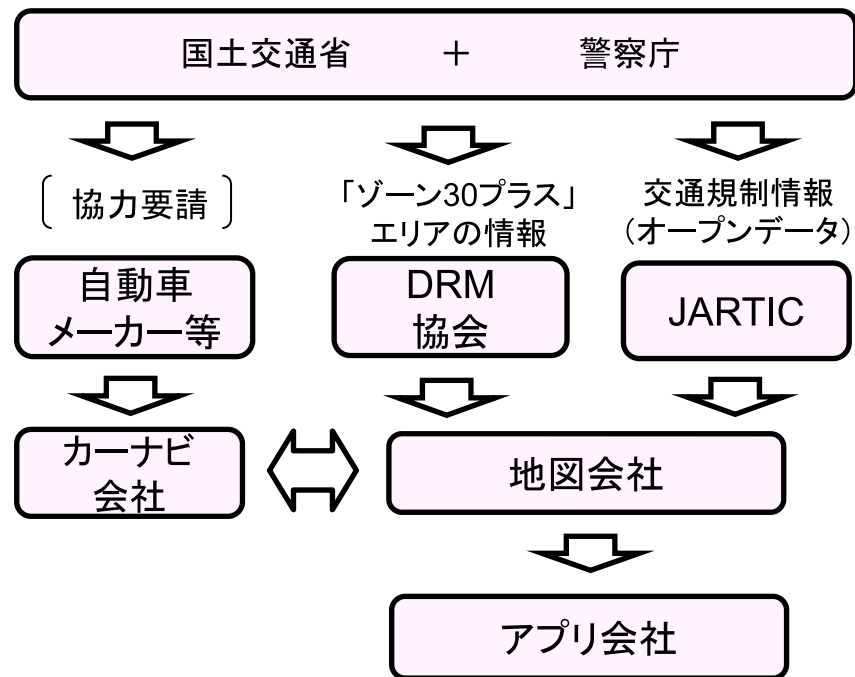 国土交通省 + 警察庁
協力要請
「ゾーン30プラス」
エリアの情報
交通規制情報
(オープンデータ)
自動車
メーカー等
DRM
協会
JARTIC
カーナビ
会社
地図会社
アプリ会社